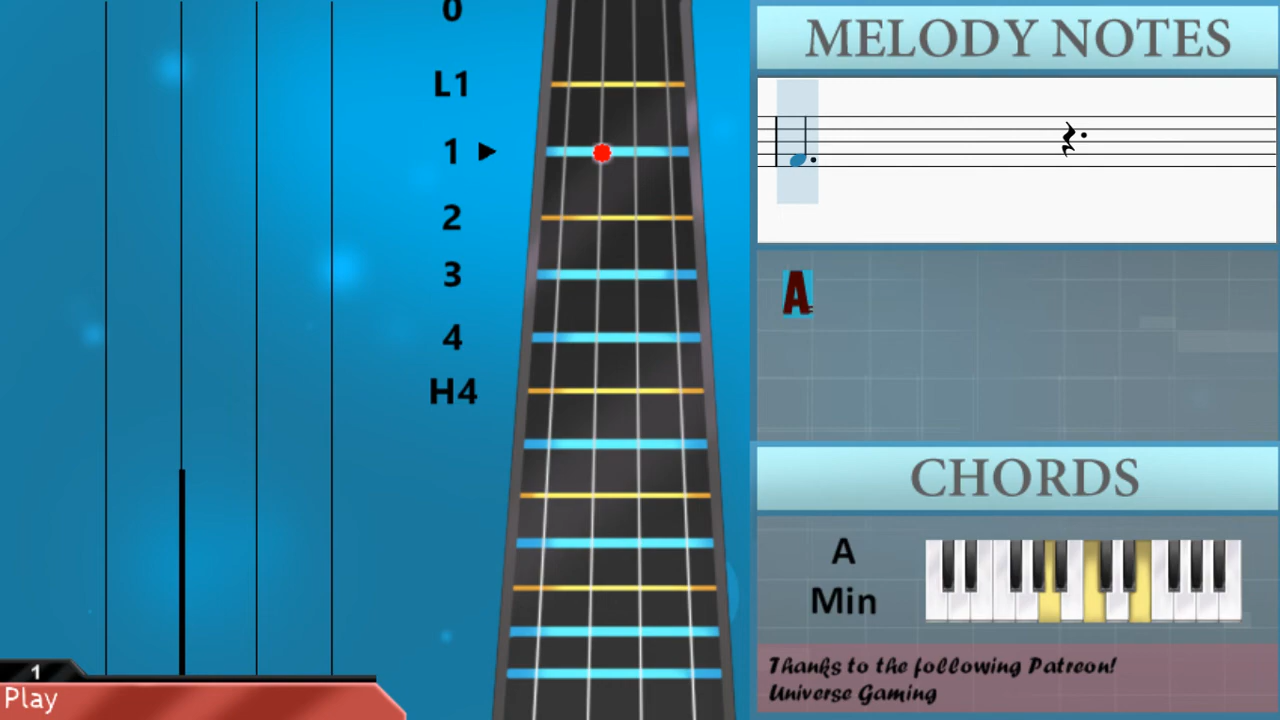 0
L1
1
2
3
4
H4
1
Play
MELODY NOTES
A
CHORDS
A
Min
Thanks to the following Patreon!
Universe Gaming